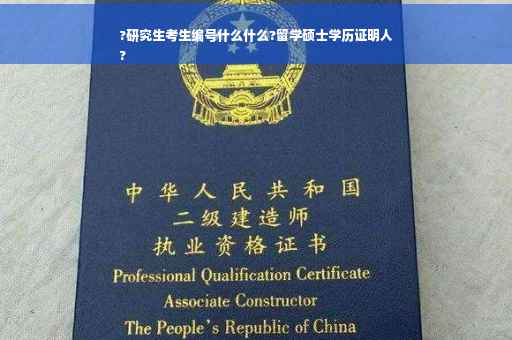 ?研究生考生编号什么什么?留学硕士学历证明人
?
中华人民共和国
二级建造师
执业资格证书
Professional Qualification Certificate
Associate Constructor
The People's Republic of China